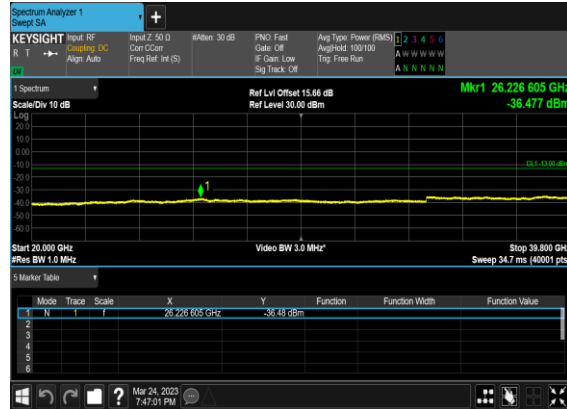 Spectrum Analyzer 1
Swept SA
+
KEYSIGHT Input: RF Input Z: 50 Ω #Atten: 30 dB PNO: Fast Avg Type: Power (RMS) 1 2 3 4 5 6
R T Coupling: DC Corr CCorr Gate: Off Avg|Hold: 100/100 A W W W W W
Align: Auto Freq Ref: Int (S) IF Gain: Low Trig: Free Run
Sig Track: Off A N N N N N
1 Spectrum Ref Lvl Offset 15.66 dB Mkr1 26.226 605 GHz
Scale/Div 10 dB Ref Level 30.00 dBm -36.477 dBm
Log
20.0
10.0
0.00
-10.0 DL1 -13.00 dBm
-20.0
-30.0 1
-40.0
-50.0
-60.0
Start 20.000 GHz Video BW 3.0 MHz* Stop 39.800 GHz
#Res BW 1.0 MHz Sweep 34.7 ms (40001 pts)
5 Marker Table
Mode Trace Scale X Y Function Function Width Function Value
1 N 1 f 26.226 605 GHz -36.48 dBm
2
3
4
5
6
? Mar 24, 2023
7:47:01 PM